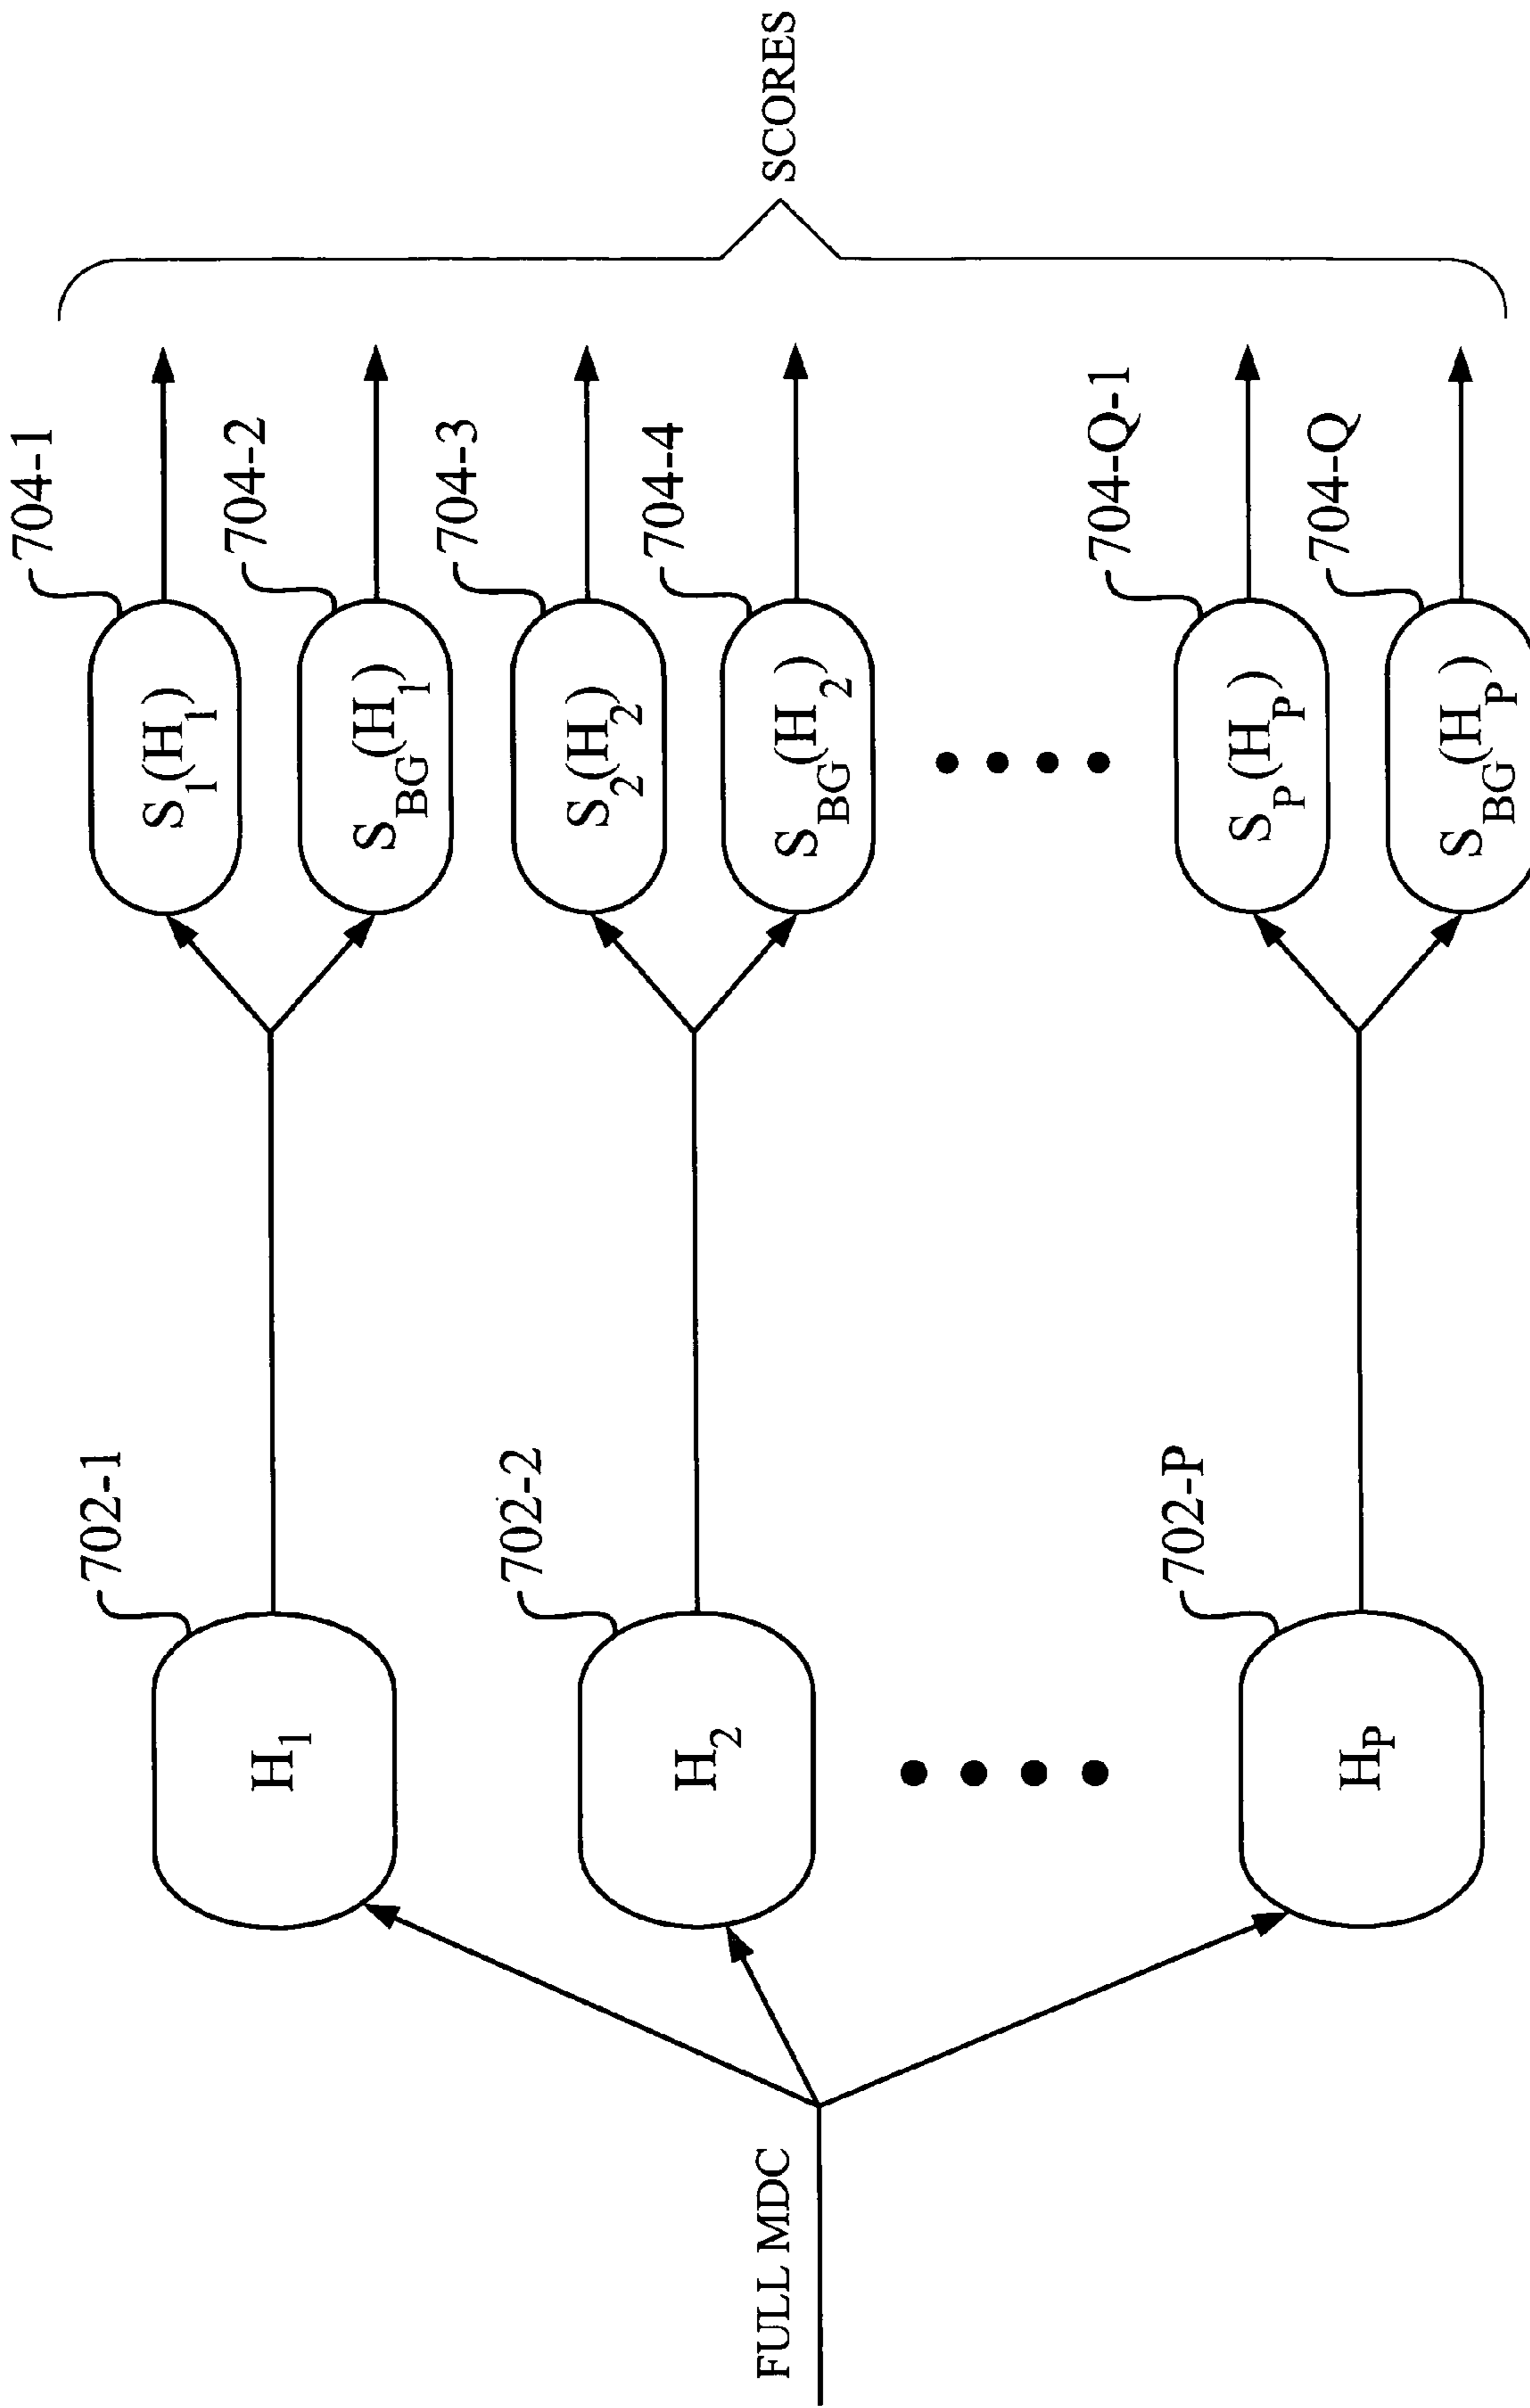 FULL MDC
702-1
H1
702-2
H2
702-P
HP
704-1
S1(H1)
704-2
SBG(H1)
704-3
S2(H2)
704-4
SBG(H2)
704-Q-1
SP(HP)
704-Q
SBG(HP)
SCORES